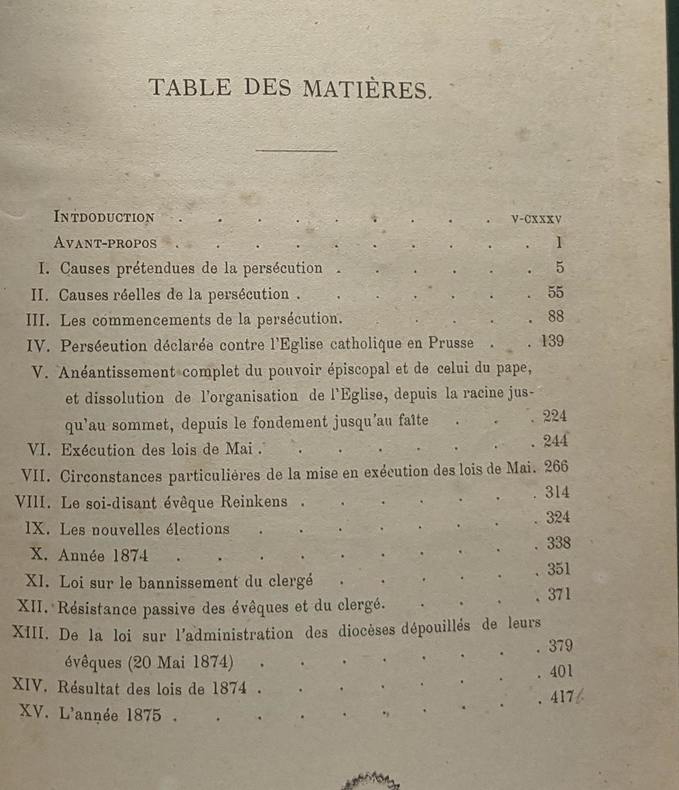 TABLE DES MATIÈRES.
INTDODUCTION . . . . . . . . . V-CXXXV
AVANT-PROPOS . . . . . . . . . . 1
I. Causes prétendues de la persécution . . . . . . 5
II. Causes réelles de la persécution . . . . . . . 55
III. Les commencements de la persécution. . . . . 88
IV. Persécution déclarée contre l'Eglise catholique en Prusse . . 139
V. Anéantissement complet du pouvoir épiscopal et de celui du pape,
et dissolution de l'organisation de l'Eglise, depuis la racine jus-
qu'au sommet, depuis le fondement jusqu'au faîte . . . 224
VI. Exécution des lois de Mai . . . . . . . . 244
VII. Circonstances particulières de la mise en exécution des lois de Mai. 266
VIII. Le soi-disant évêque Reinkens . . . . . . . 314
IX. Les nouvelles élections . . . . . . . . 324
X. Année 1874 . . . . . . . . . . 338
XI. Loi sur le bannissement du clergé . . . . . . 351
XII. Résistance passive des évêques et du clergé. . . . . 371
XIII. De la loi sur l'administration des diocèses dépouillés de leurs
évêques (20 Mai 1874) . . . . . . . . 379
XIV. Résultat des lois de 1874 . . . . . . . . 401
XV. L'année 1875 . . . . . . . . . . 417